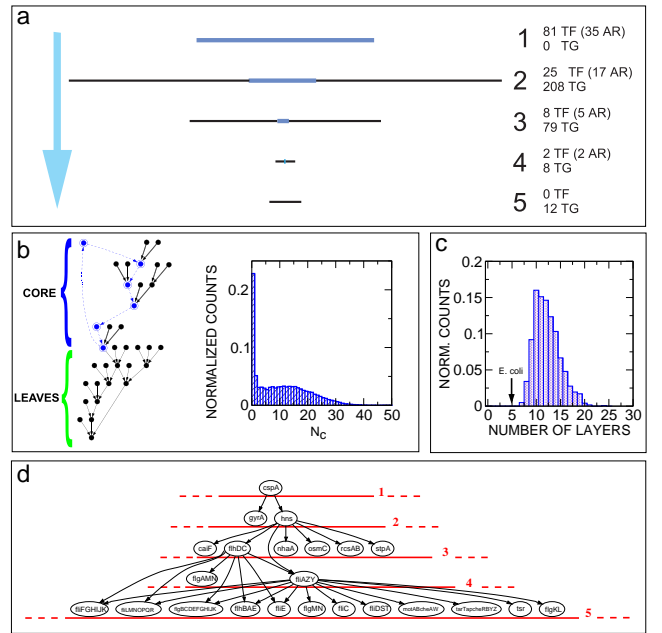 a
1 81 TF (35 AR)
0 TG
2 25 TF (17 AR)
208 TG
3 8 TF (5 AR)
79 TG
4 2 TF (2 AR)
8 TG
5 0 TF
12 TG
b
CORE
LEAVES
NORMALIZED COUNTS
0.2
0.1
0
0 10 20 30 40 50
Nc
c
NORM. COUNTS
0.2
0.15
0.1
0.05
0
E. coli
0 5 10 15 20 25 30
NUMBER OF LAYERS
d
cspA
1
gyrA hns
2
caiF flhDC nhaA osmC rcsAB stpA
3
flgAMN fliAZY
4
fliFGHIJK fliLMNOPQR flgBCDEFGHIJK flhBAE fliE flgMN fliC fliDST motABcheAW tarTapcheRBYZ tsr flgKL
5